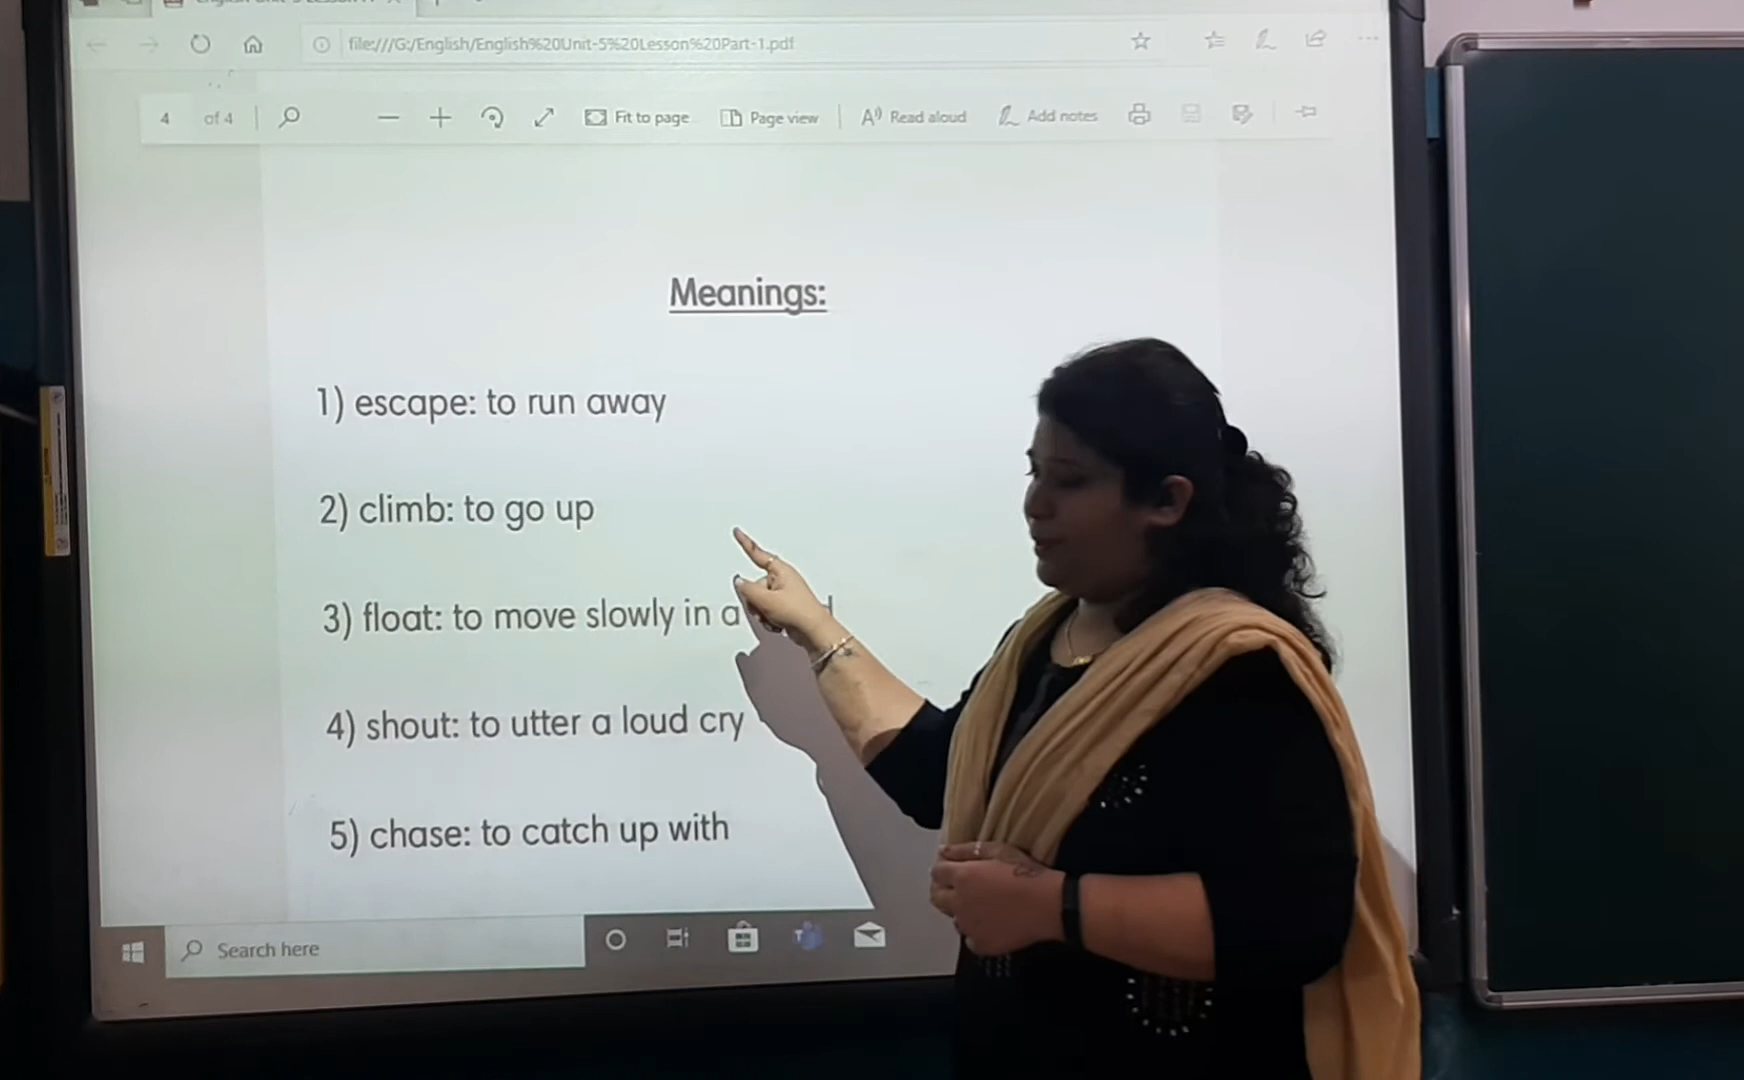 file:///G:/English/English%20Unit-5%20Lesson%20Part-1.pdf
4 of 4 Fit to page Page view Read aloud Add notes
Meanings:
1) escape: to run away
2) climb: to go up
3) float: to move slowly in a
4) shout: to utter a loud cry
5) chase: to catch up with
Search here